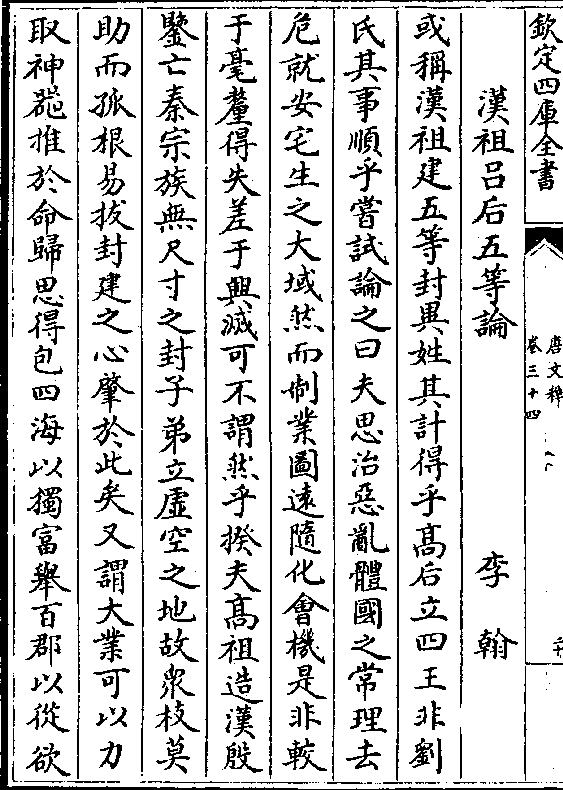 欽定四庫全書
唐文粹
卷三十四
漢祖呂后五等論 李翰
或稱漢祖建五等封異姓其計得乎髙后立四王非劉
氏其事順乎嘗試論之曰夫思治惡亂體國之常理去
危就安宅生之大域然而制業圖遠隨化會機是非較
于毫釐得失差于興滅可不謂然乎揆夫髙祖造漢殷
鑒亡秦宗族無尺寸之封子弟立虛空之地故衆枝莫
助而孤根易拔封建之心肇於此矣又謂大業可以力
取神器推於命歸思得包四海以獨富舉百郡以從欲